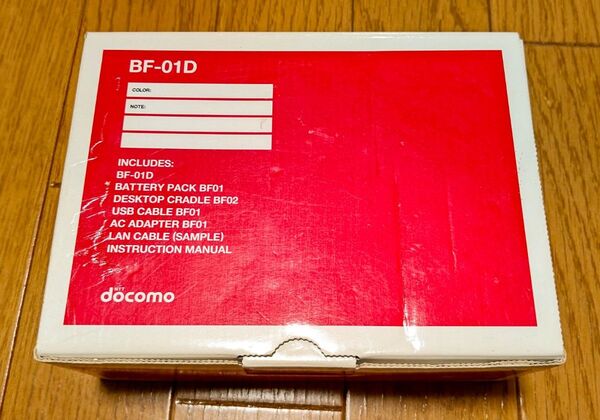 BF-01D
COLOR:
NOTE:
INCLUDES:
BF-01D
BATTERY PACK BF01
DESKTOP CRADLE BF02
USB CABLE BF01
AC ADAPTER BF01
LAN CABLE (SAMPLE)
INSTRUCTION MANUAL
NTT
docomo